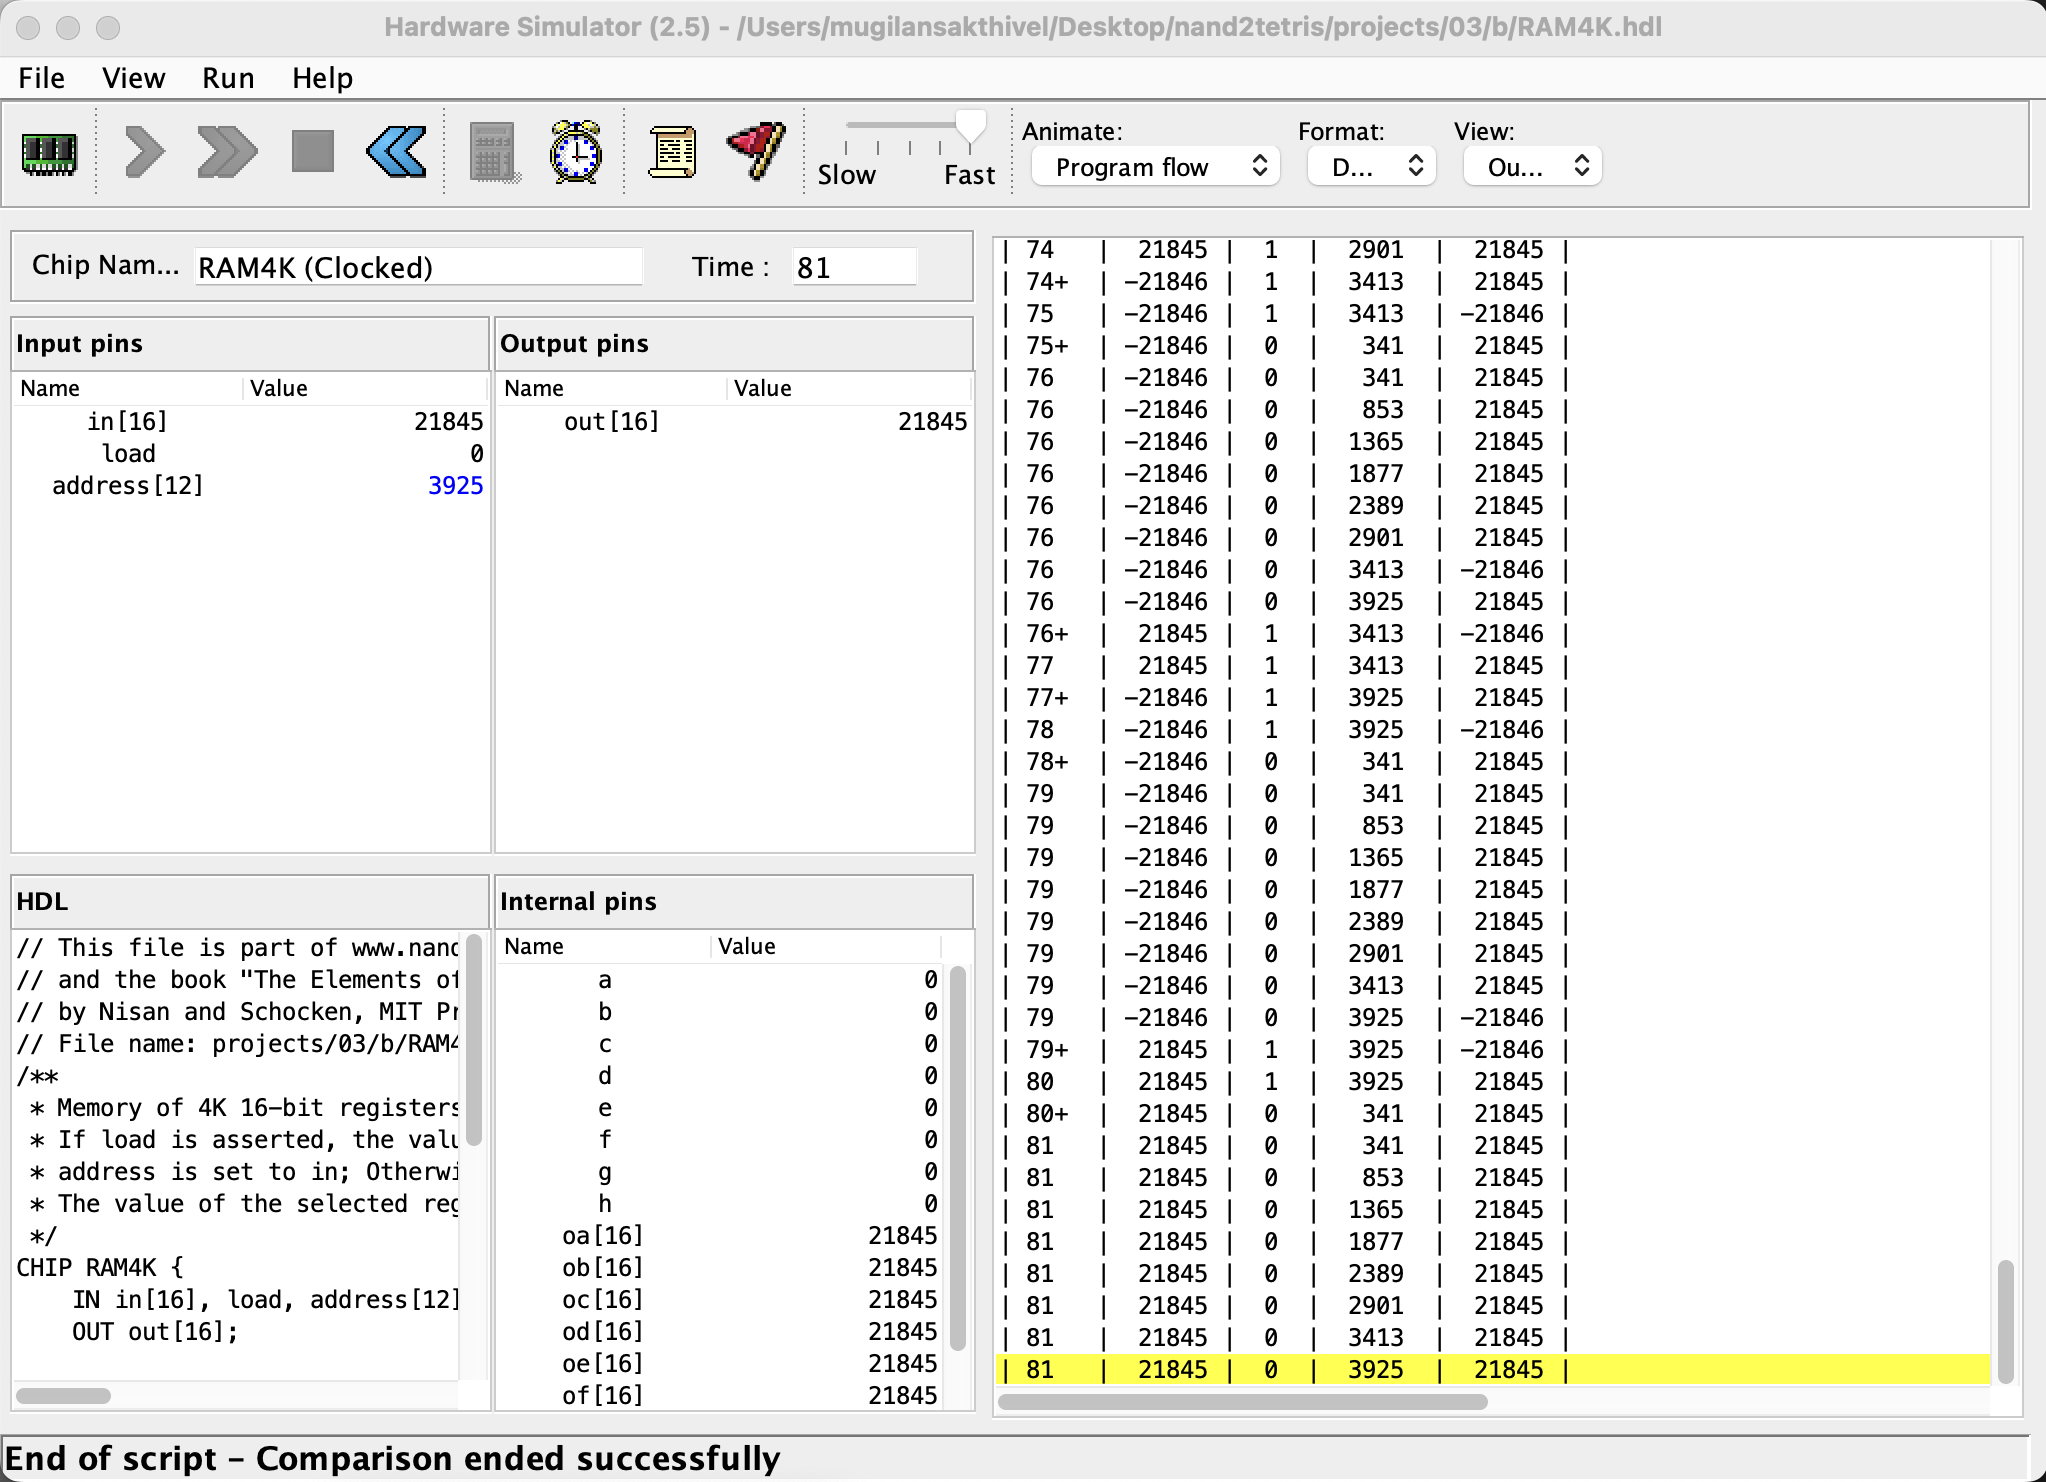 Hardware Simulator (2.5) - /Users/mugilansakthivel/Desktop/nand2tetris/projects/03/b/RAM4K.hdl
File View Run Help
Slow Fast
Animate: Format: View:
Program flow D... Ou...
Chip Nam... RAM4K (Clocked) Time : 81
Input pins
Name Value
in[16] 21845
load 0
address[12] 3925
Output pins
Name Value
out[16] 21845
HDL
// This file is part of www.nand
// and the book "The Elements of
// by Nisan and Schocken, MIT Pr
// File name: projects/03/b/RAM4
/**
* Memory of 4K 16-bit registers
* If load is asserted, the valu
* address is set to in; Otherwi
* The value of the selected reg
*/
CHIP RAM4K {
IN in[16], load, address[12]
OUT out[16];
Internal pins
Name Value
a 0
b 0
c 0
d 0
e 0
f 0
g 0
h 0
oa[16] 21845
ob[16] 21845
oc[16] 21845
od[16] 21845
oe[16] 21845
of[16] 21845
| 74 | 21845 | 1 | 2901 | 21845 |
| 74+ | -21846 | 1 | 3413 | 21845 |
| 75 | -21846 | 1 | 3413 | -21846 |
| 75+ | -21846 | 0 | 341 | 21845 |
| 76 | -21846 | 0 | 341 | 21845 |
| 76 | -21846 | 0 | 853 | 21845 |
| 76 | -21846 | 0 | 1365 | 21845 |
| 76 | -21846 | 0 | 1877 | 21845 |
| 76 | -21846 | 0 | 2389 | 21845 |
| 76 | -21846 | 0 | 2901 | 21845 |
| 76 | -21846 | 0 | 3413 | -21846 |
| 76 | -21846 | 0 | 3925 | 21845 |
| 76+ | 21845 | 1 | 3413 | -21846 |
| 77 | 21845 | 1 | 3413 | 21845 |
| 77+ | -21846 | 1 | 3925 | 21845 |
| 78 | -21846 | 1 | 3925 | -21846 |
| 78+ | -21846 | 0 | 341 | 21845 |
| 79 | -21846 | 0 | 341 | 21845 |
| 79 | -21846 | 0 | 853 | 21845 |
| 79 | -21846 | 0 | 1365 | 21845 |
| 79 | -21846 | 0 | 1877 | 21845 |
| 79 | -21846 | 0 | 2389 | 21845 |
| 79 | -21846 | 0 | 2901 | 21845 |
| 79 | -21846 | 0 | 3413 | 21845 |
| 79 | -21846 | 0 | 3925 | -21846 |
| 79+ | 21845 | 1 | 3925 | -21846 |
| 80 | 21845 | 1 | 3925 | 21845 |
| 80+ | 21845 | 0 | 341 | 21845 |
| 81 | 21845 | 0 | 341 | 21845 |
| 81 | 21845 | 0 | 853 | 21845 |
| 81 | 21845 | 0 | 1365 | 21845 |
| 81 | 21845 | 0 | 1877 | 21845 |
| 81 | 21845 | 0 | 2389 | 21845 |
| 81 | 21845 | 0 | 2901 | 21845 |
| 81 | 21845 | 0 | 3413 | 21845 |
| 81 | 21845 | 0 | 3925 | 21845 |
End of script - Comparison ended successfully